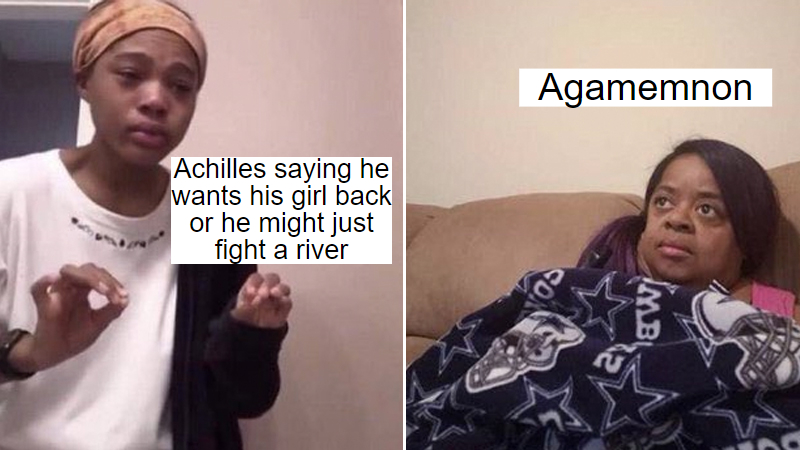 Achilles saying he
wants his girl back
or he might just
fight a river
Agamemnon